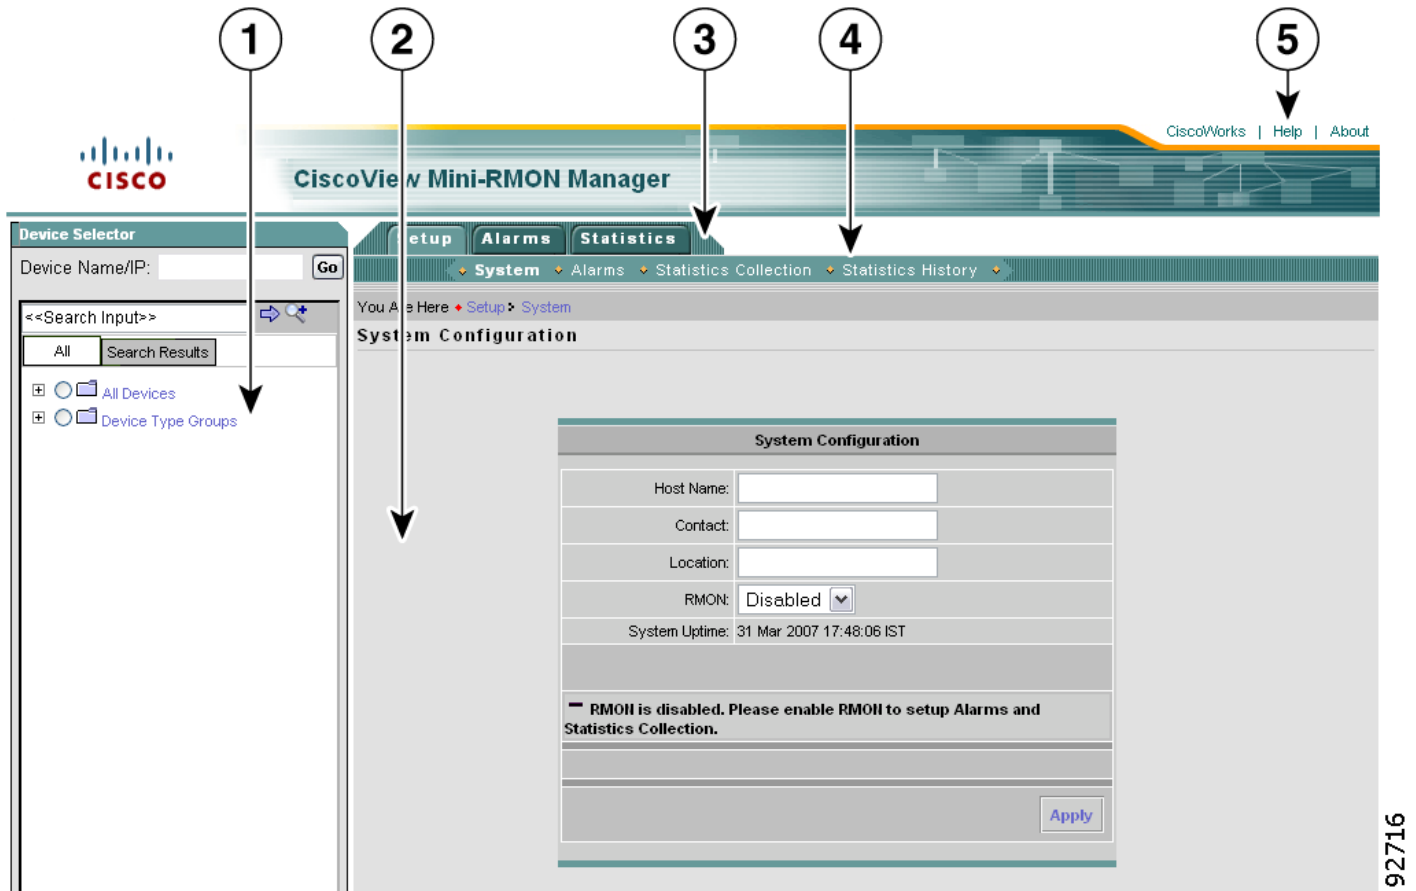 1 2 3 4 5
CiscoWorks | Help | About
CISCO
CiscoView Mini-RMON Manager
Device Selector
Device Name/IP: Go
<<Search Input>>
All Search Results
All Devices
Device Type Groups
Setup Alarms Statistics
System Alarms Statistics Collection Statistics History
You Are Here Setup > System
System Configuration
System Configuration
Host Name:
Contact:
Location:
RMON: Disabled
System Uptime: 31 Mar 2007 17:48:06 IST
RMON is disabled. Please enable RMON to setup Alarms and
Statistics Collection.
Apply
92716